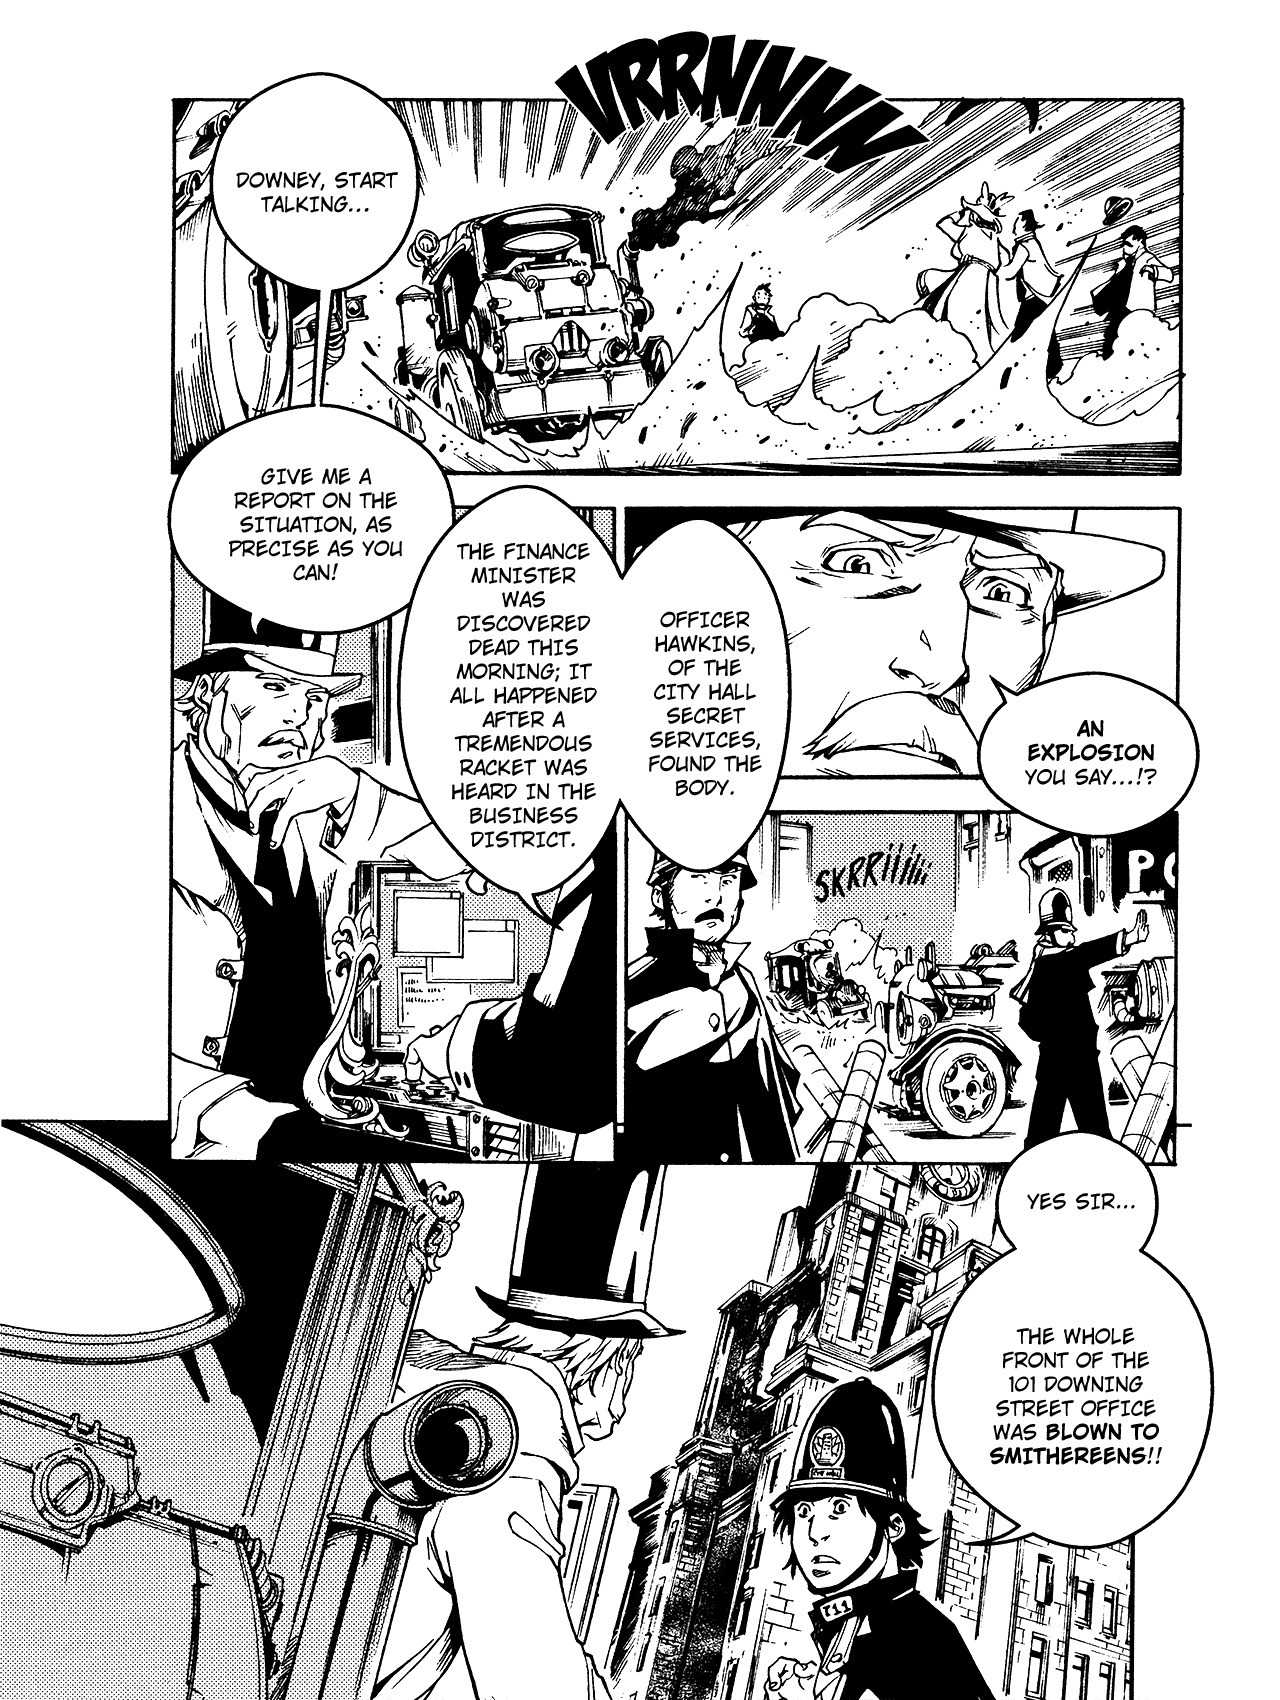 VRRNNNNN
DOWNEY, START
TALKING...
GIVE ME A
REPORT ON THE
SITUATION, AS
PRECISE AS YOU
CAN!
THE FINANCE
MINISTER
WAS
DISCOVERED
DEAD THIS
MORNING; IT
ALL HAPPENED
AFTER A
TREMENDOUS
RACKET WAS
HEARD IN THE
BUSINESS
DISTRICT.
OFFICER
HAWKINS,
OF THE
CITY HALL
SECRET
SERVICES,
FOUND THE
BODY.
AN
EXPLOSION
YOU SAY...!?
SKRRiiiiii
PO
YES SIR...
THE WHOLE
FRONT OF THE
101 DOWNING
STREET OFFICE
WAS BLOWN TO
SMITHEREENS!!
711